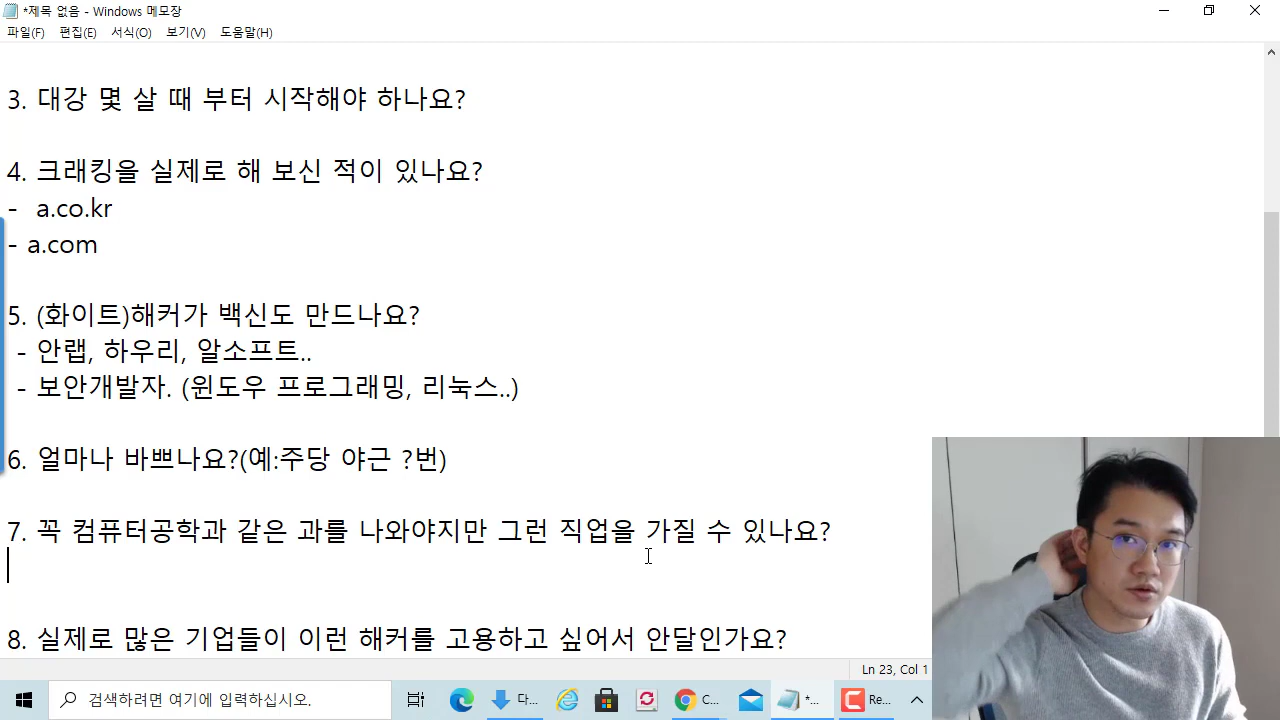 *제목 없음 - Windows 메모장
파일(F) 편집(E) 서식(O) 보기(V) 도움말(H)
3. 대강 몇 살 때 부터 시작해야 하나요?
4. 크래킹을 실제로 해 보신 적이 있나요?
- a.co.kr
- a.com
5. (화이트)해커가 백신도 만드나요?
- 안랩, 하우리, 알소프트..
- 보안개발자. (윈도우 프로그래밍, 리눅스..)
6. 얼마나 바쁘나요?(예:주당 야근 ?번)
7. 꼭 컴퓨터공학과 같은 과를 나와야지만 그런 직업을 가질 수 있나요?
8. 실제로 많은 기업들이 이런 해커를 고용하고 싶어서 안달인가요?
Ln 23, Col 1
검색하려면 여기에 입력하십시오.
다...
C...
*...
Re...